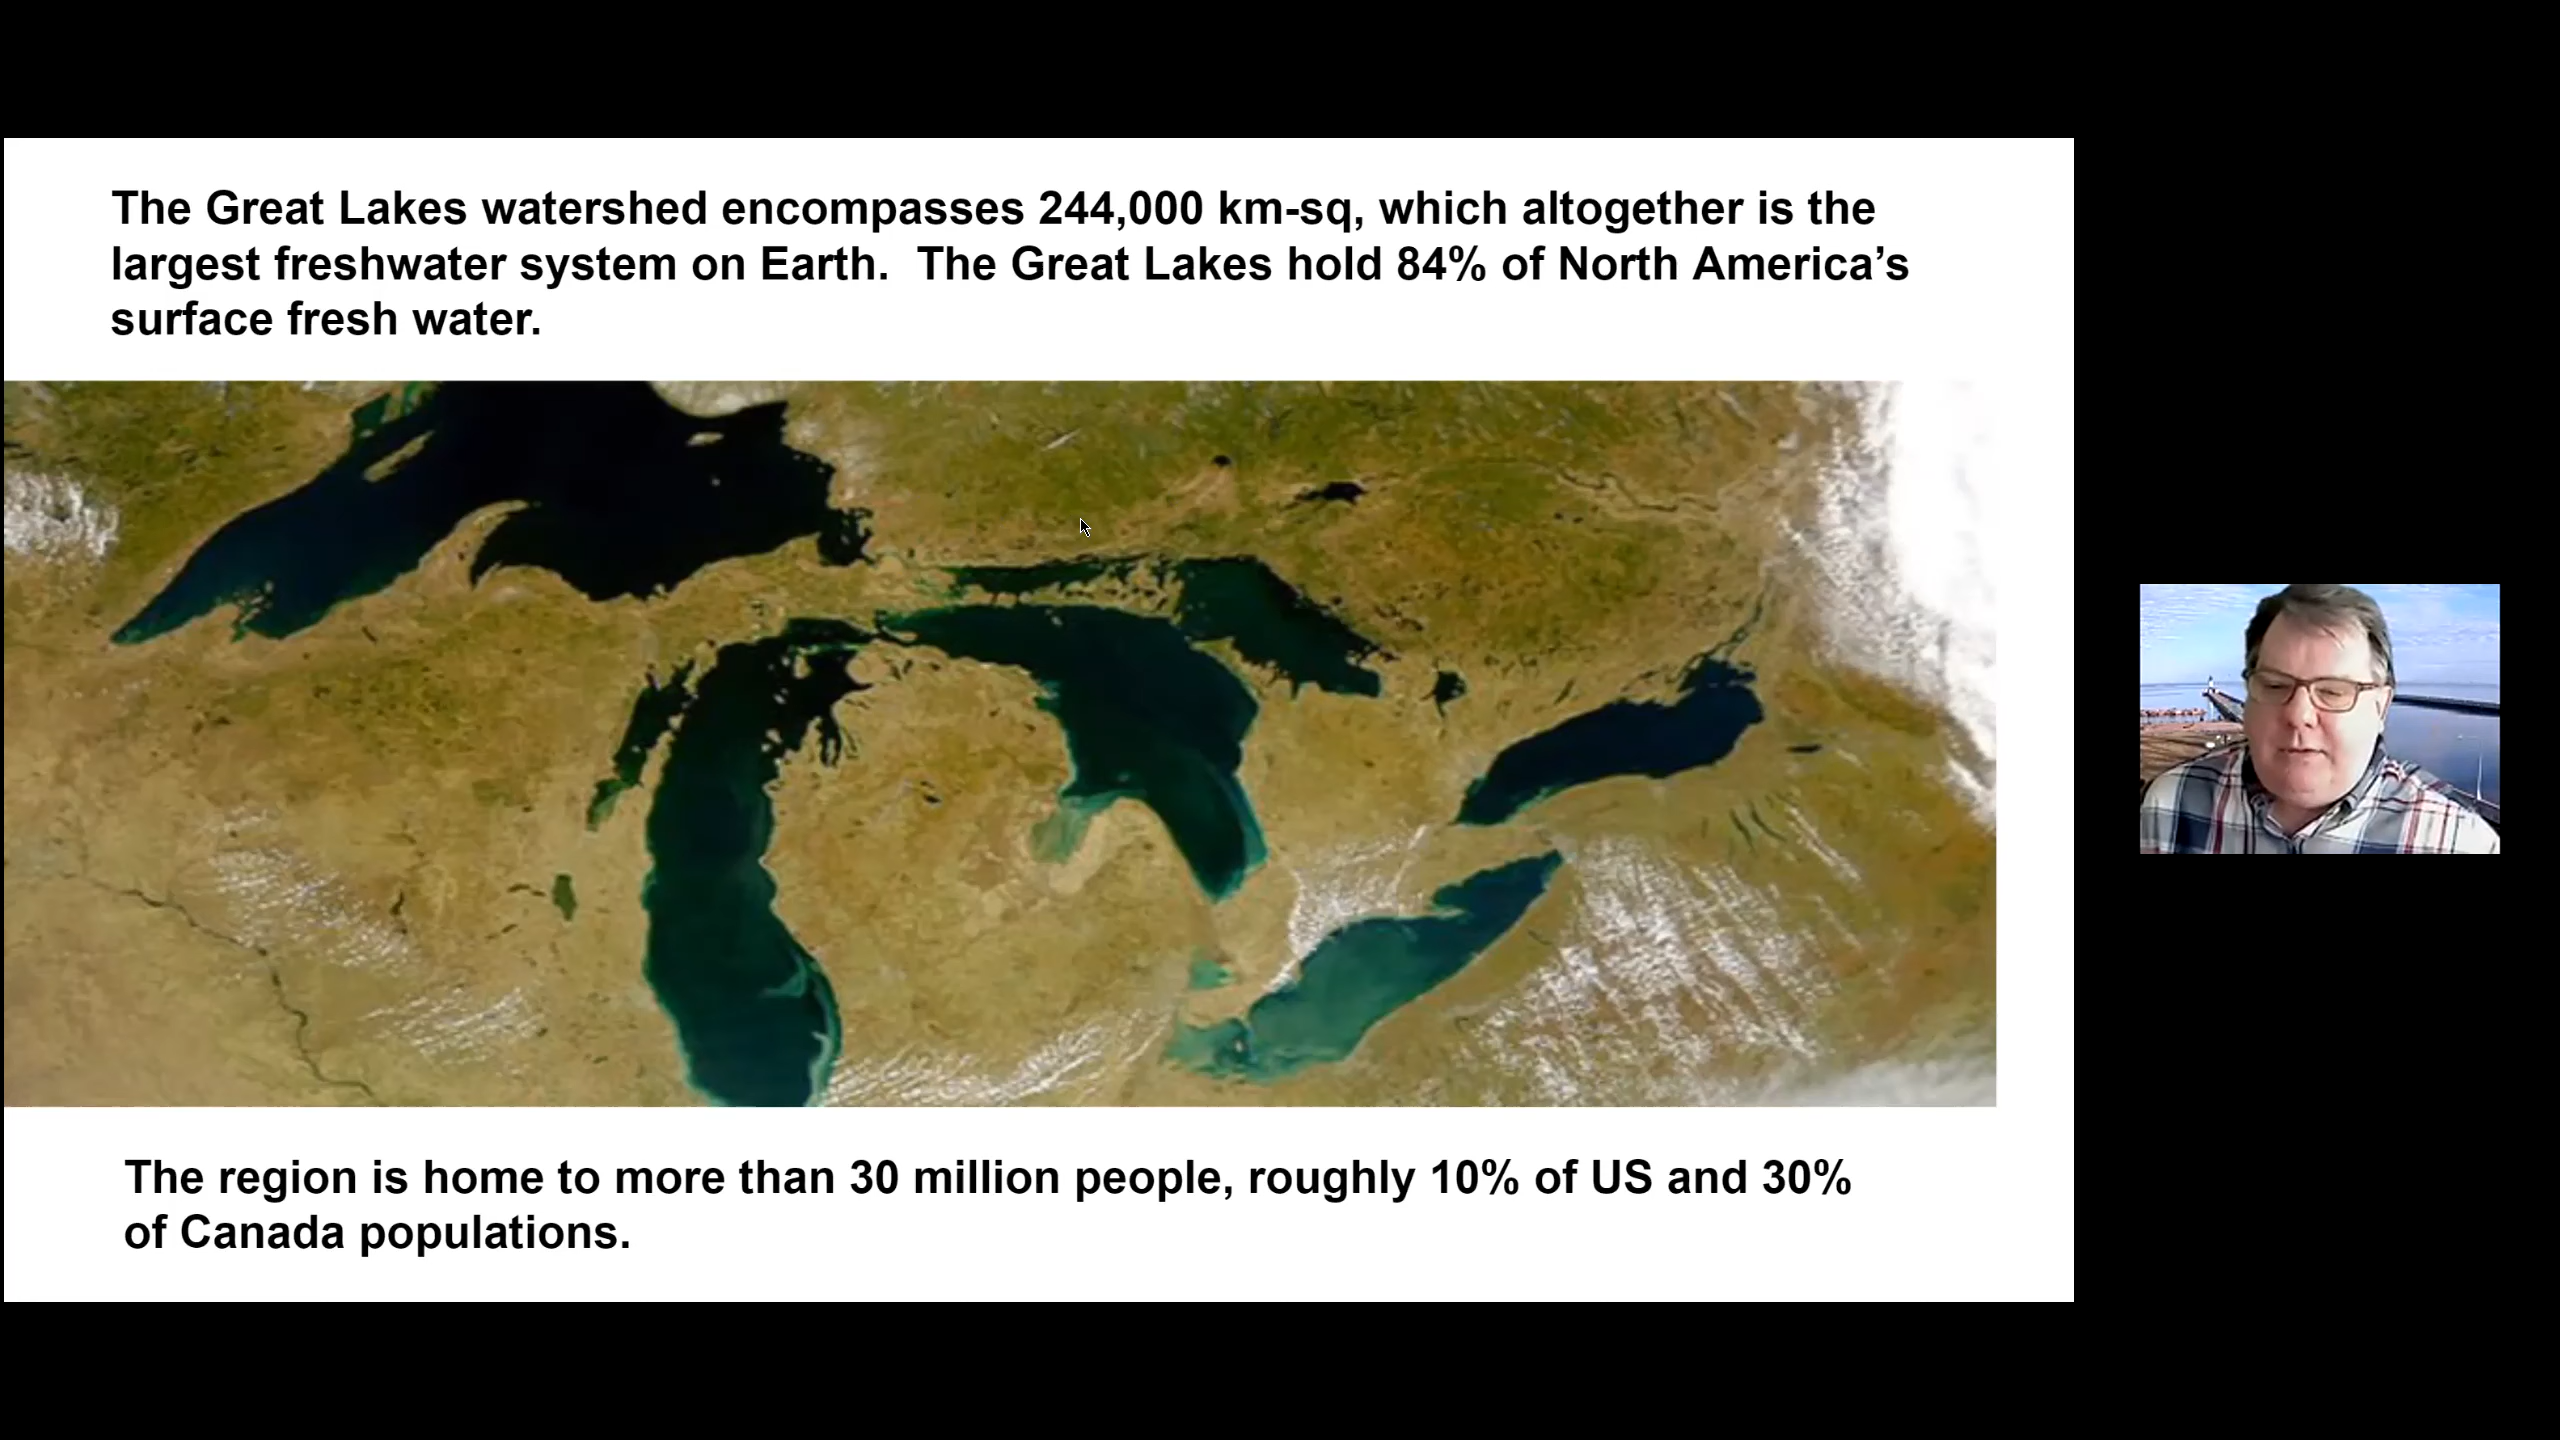 The Great Lakes watershed encompasses 244,000 km-sq, which altogether is the
largest freshwater system on Earth.  The Great Lakes hold 84% of North America’s
surface fresh water.
The region is home to more than 30 million people, roughly 10% of US and 30%
of Canada populations.